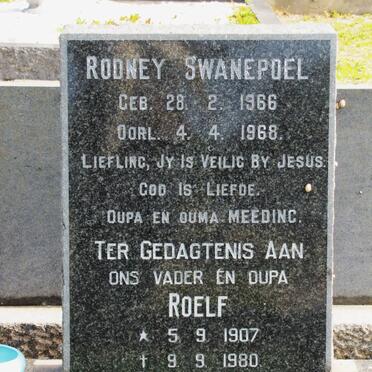 RODNEY SWANEPOEL
GEB. 28. 2. 1966
OORL. 4. 4. 1968.
LIEFLING, JY IS VEILIG BY JESUS.
GOD IS LIEFDE.
OUPA EN OUMA MEEDING.
TER GEDAGTENIS AAN
ONS VADER EN OUPA
ROELF
* 5. 9. 1907
† 9. 9. 1980